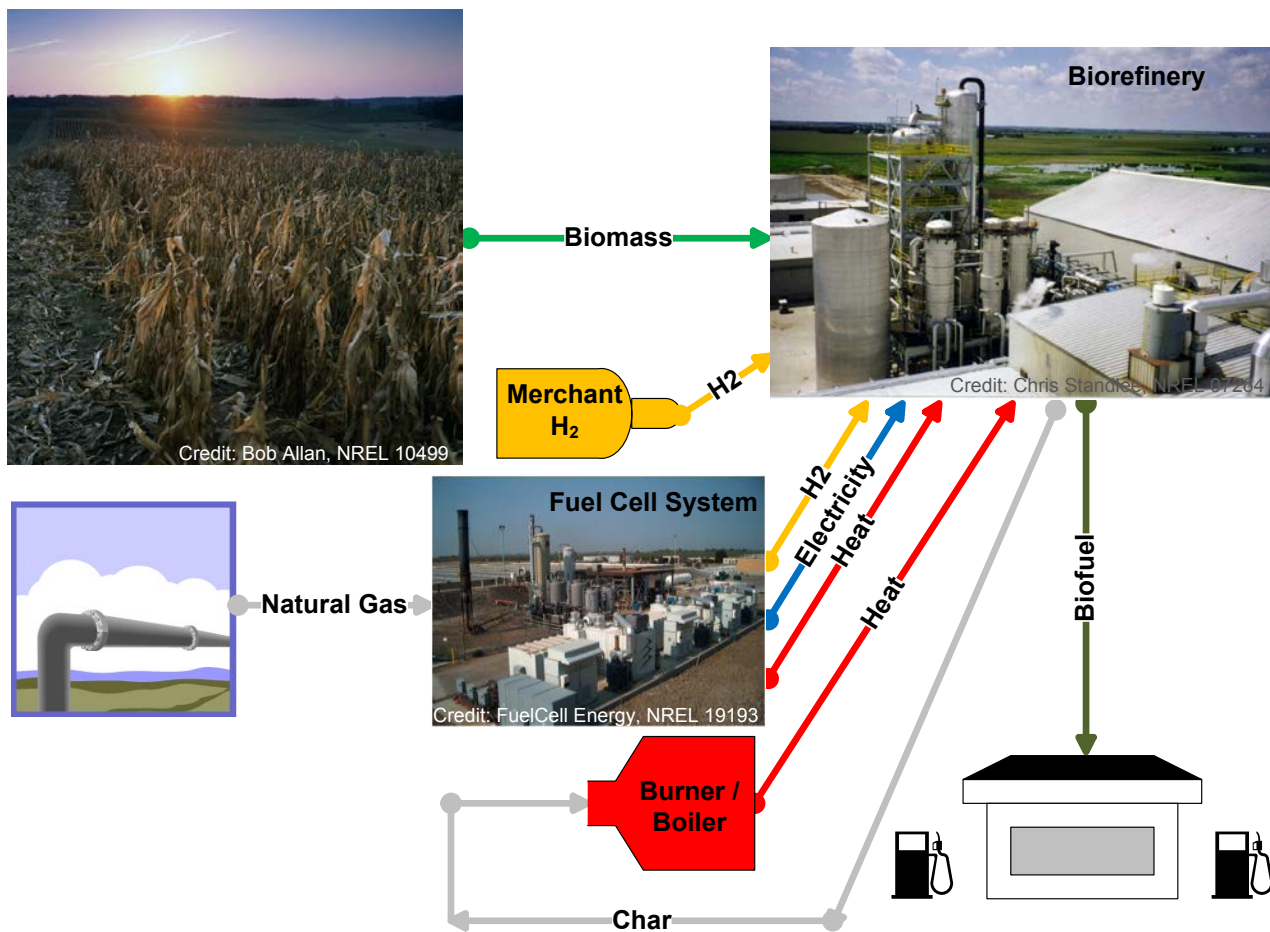 Biorefinery
Biomass
Credit: Chris Standlee, NREL 07264
Merchant
H₂
H2
Credit: Bob Allan, NREL 10499
Fuel Cell System
H2
Electricity
Heat
Heat
Biofuel
Natural Gas
Credit: FuelCell Energy, NREL 19193
Burner /
Boiler
Char